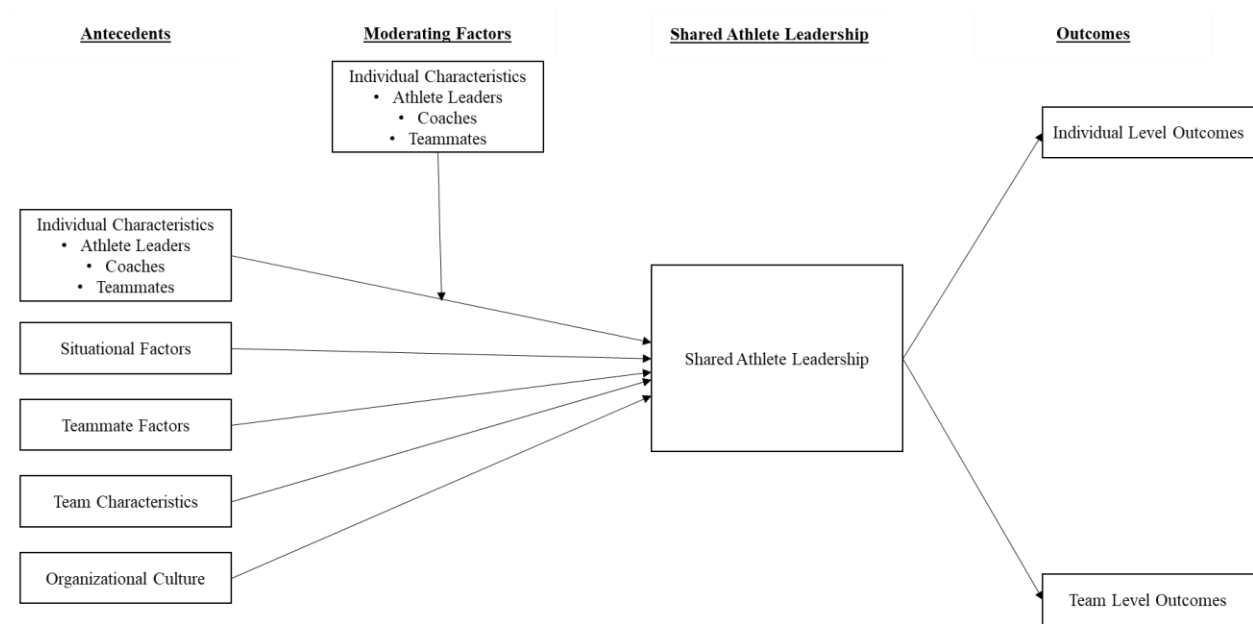 Antecedents
Moderating Factors
Shared Athlete Leadership
Outcomes
Individual Characteristics
• Athlete Leaders
• Coaches
• Teammates
Individual Level Outcomes
Individual Characteristics
• Athlete Leaders
• Coaches
• Teammates
Situational Factors
Shared Athlete Leadership
Teammate Factors
Team Characteristics
Organizational Culture
Team Level Outcomes